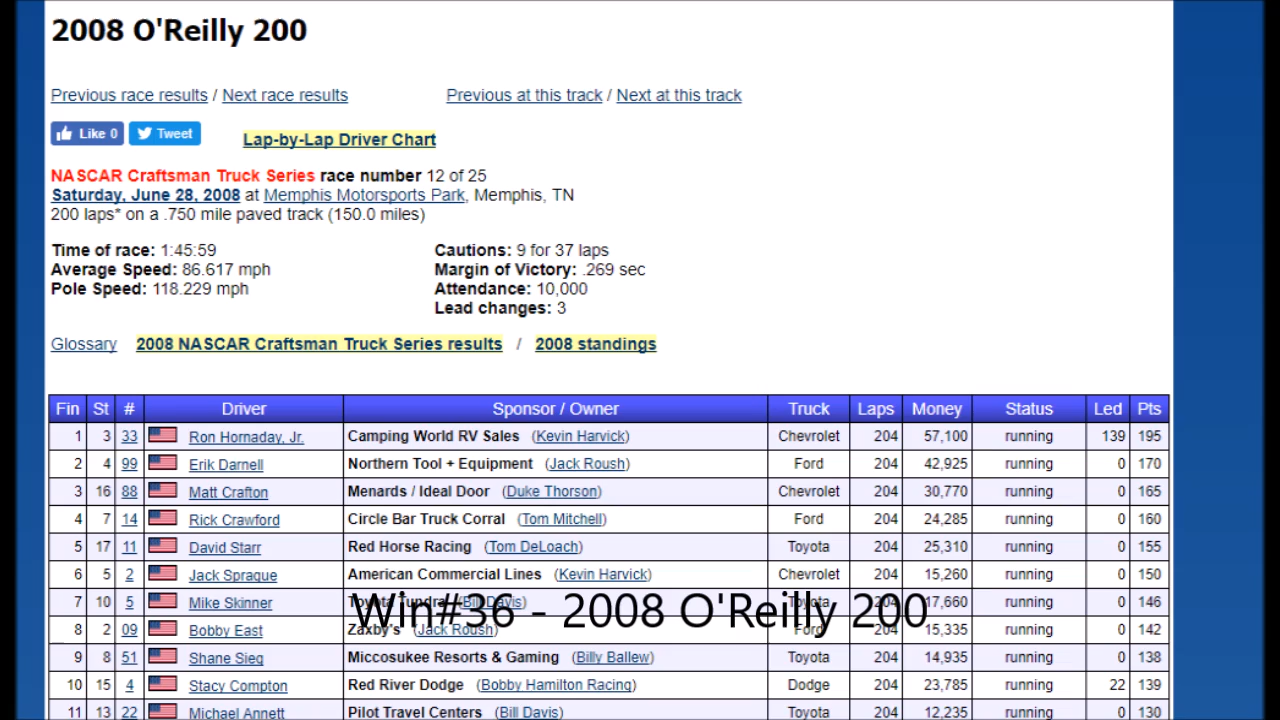 2008 O'Reilly 200
Previous race results / Next race results Previous at this track / Next at this track
Like 0 Tweet Lap-by-Lap Driver Chart
NASCAR Craftsman Truck Series race number 12 of 25
Saturday, June 28, 2008 at Memphis Motorsports Park, Memphis, TN
200 laps* on a .750 mile paved track (150.0 miles)
Time of race: 1:45:59 Cautions: 9 for 37 laps
Average Speed: 86.617 mph Margin of Victory: .269 sec
Pole Speed: 118.229 mph Attendance: 10,000
Lead changes: 3
Glossary 2008 NASCAR Craftsman Truck Series results / 2008 standings
Fin St # Driver Sponsor / Owner Truck Laps Money Status Led Pts
1 3 33 Ron Hornaday, Jr. Camping World RV Sales (Kevin Harvick) Chevrolet 204 57,100 running 139 195
2 4 99 Erik Darnell Northern Tool + Equipment (Jack Roush) Ford 204 42,925 running 0 170
3 16 88 Matt Crafton Menards / Ideal Door (Duke Thorson) Chevrolet 204 30,770 running 0 165
4 7 14 Rick Crawford Circle Bar Truck Corral (Tom Mitchell) Ford 204 24,285 running 0 160
5 17 11 David Starr Red Horse Racing (Tom DeLoach) Toyota 204 25,310 running 0 155
6 5 2 Jack Sprague American Commercial Lines (Kevin Harvick) Chevrolet 204 15,260 running 0 150
7 10 5 Mike Skinner Toyota Tundra (Bill Davis) Toyota 204 17,660 running 0 146
Win#36 - 2008 O'Reilly 200
8 2 09 Bobby East Zaxby's (Jack Roush) Ford 204 15,335 running 0 142
9 8 51 Shane Sieg Miccosukee Resorts & Gaming (Billy Ballew) Toyota 204 14,935 running 0 138
10 15 4 Stacy Compton Red River Dodge (Bobby Hamilton Racing) Dodge 204 23,785 running 22 139
11 13 22 Michael Annett Pilot Travel Centers (Bill Davis) Toyota 204 12,235 running 0 130